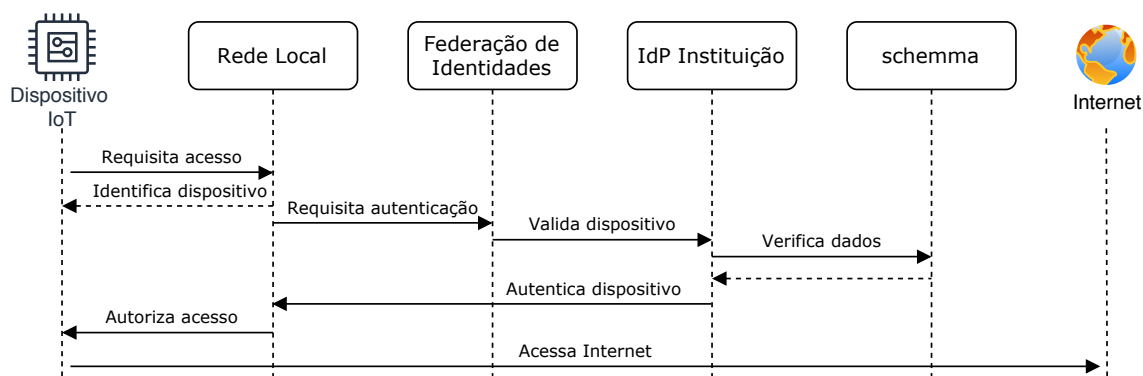 Dispositivo
IoT
Rede Local
Federação de
Identidades
IdP Instituição
schemma
Internet
Requisita acesso
Identifica dispositivo
Requisita autenticação
Valida dispositivo
Verifica dados
Autentica dispositivo
Autoriza acesso
Acessa Internet